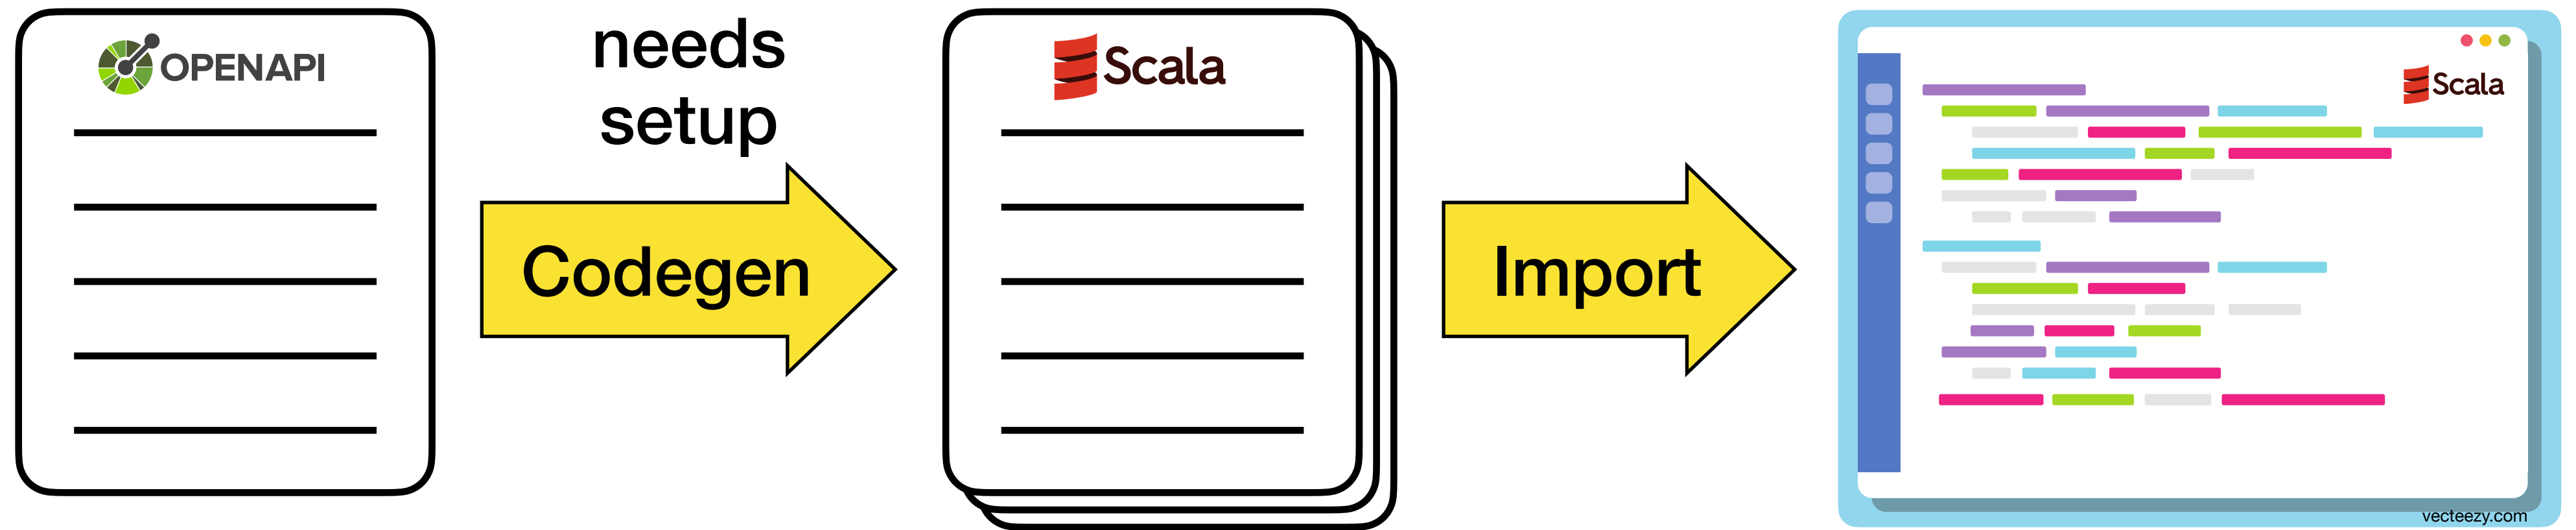 OPENAPI
needs
setup
Codegen
Scala
Import
Scala
vecteezy.com